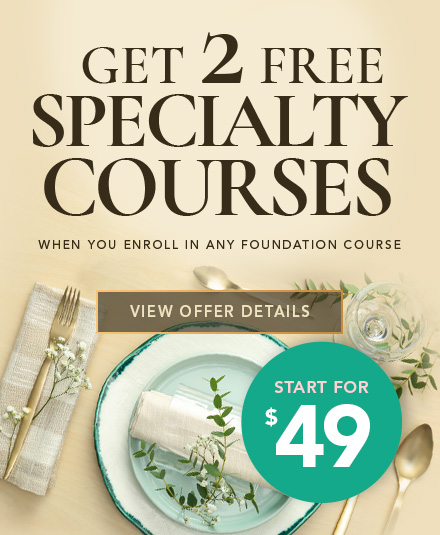 GET 2 FREE
SPECIALTY
COURSES
WHEN YOU ENROLL IN ANY FOUNDATION COURSE
VIEW OFFER DETAILS
START FOR
$49